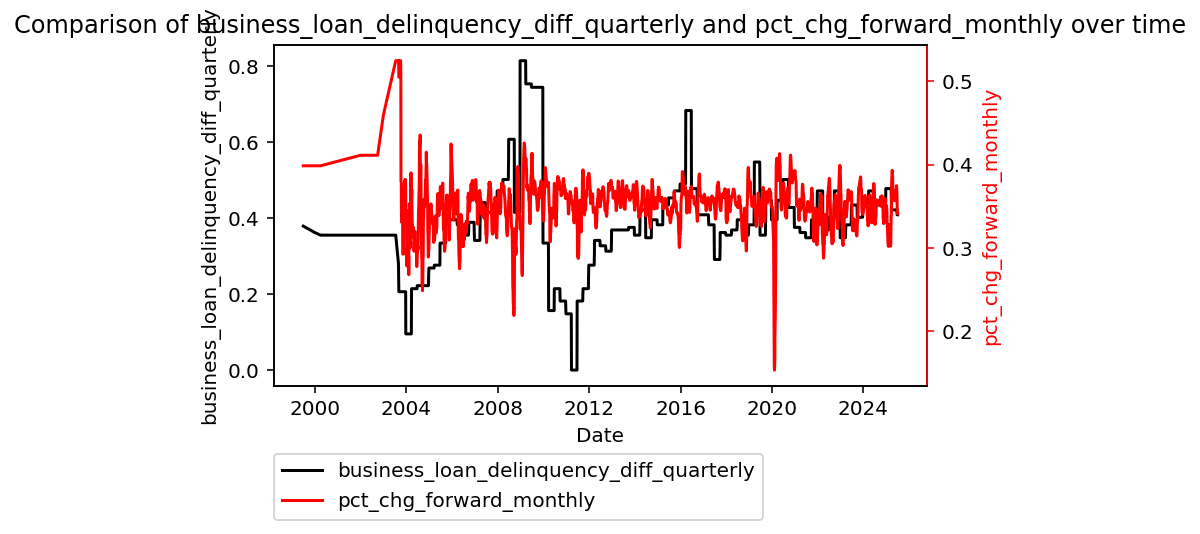 Comparison of business_loan_delinquency_diff_quarterly and pct_chg_forward_monthly over time
business_loan_delinquency_diff_quarterly
0.8
0.6
0.4
0.2
0.0
0.5
0.4
0.3
0.2
pct_chg_forward_monthly
2000 2004 2008 2012 2016 2020 2024
Date
business_loan_delinquency_diff_quarterly
pct_chg_forward_monthly